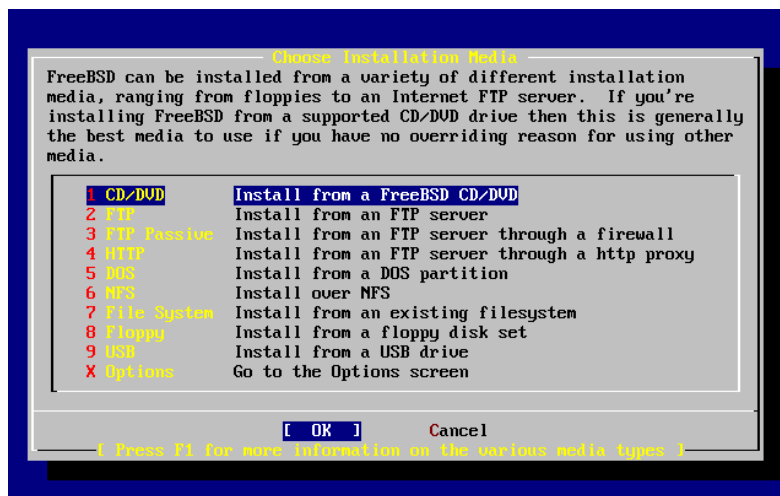 Choose Installation Media
FreeBSD can be installed from a variety of different installation
media, ranging from floppies to an Internet FTP server.  If you're
installing FreeBSD from a supported CD/DVD drive then this is generally
the best media to use if you have no overriding reason for using other
media.
1 CD/DVD Install from a FreeBSD CD/DVD
2 FTP Install from an FTP server
3 FTP Passive Install from an FTP server through a firewall
4 HTTP Install from an FTP server through a http proxy
5 DOS Install from a DOS partition
6 NFS Install over NFS
7 File System Install from an existing filesystem
8 Floppy Install from a floppy disk set
9 USB Install from a USB drive
X Options Go to the Options screen
[ OK ] Cancel
[ Press F1 for more information on the various media types ]